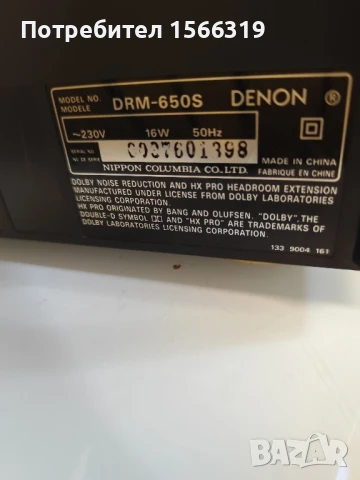 Потребител 1566319
MODEL NO. DRM-650S DENON ®
MODELE
~230V 16W 50Hz
SERIAL NO. 6007601398
NO. DE SERIE
MADE IN CHINA
NIPPON COLUMBIA CO., LTD. FABRIQUE EN CHINE
DOLBY NOISE REDUCTION AND HX PRO HEADROOM EXTENSION
MANUFACTURED UNDER LICENSE FROM DOLBY LABORATORIES
LICENSING CORPORATION.
HX PRO ORIGINATED BY BANG AND OLUFSEN. "DOLBY", THE
DOUBLE-D SYMBOL AND "HX PRO" ARE TRADEMARKS OF
DOLBY LABORATORIES LICENSING CORPORATION.
133 9004 161
BAZAR